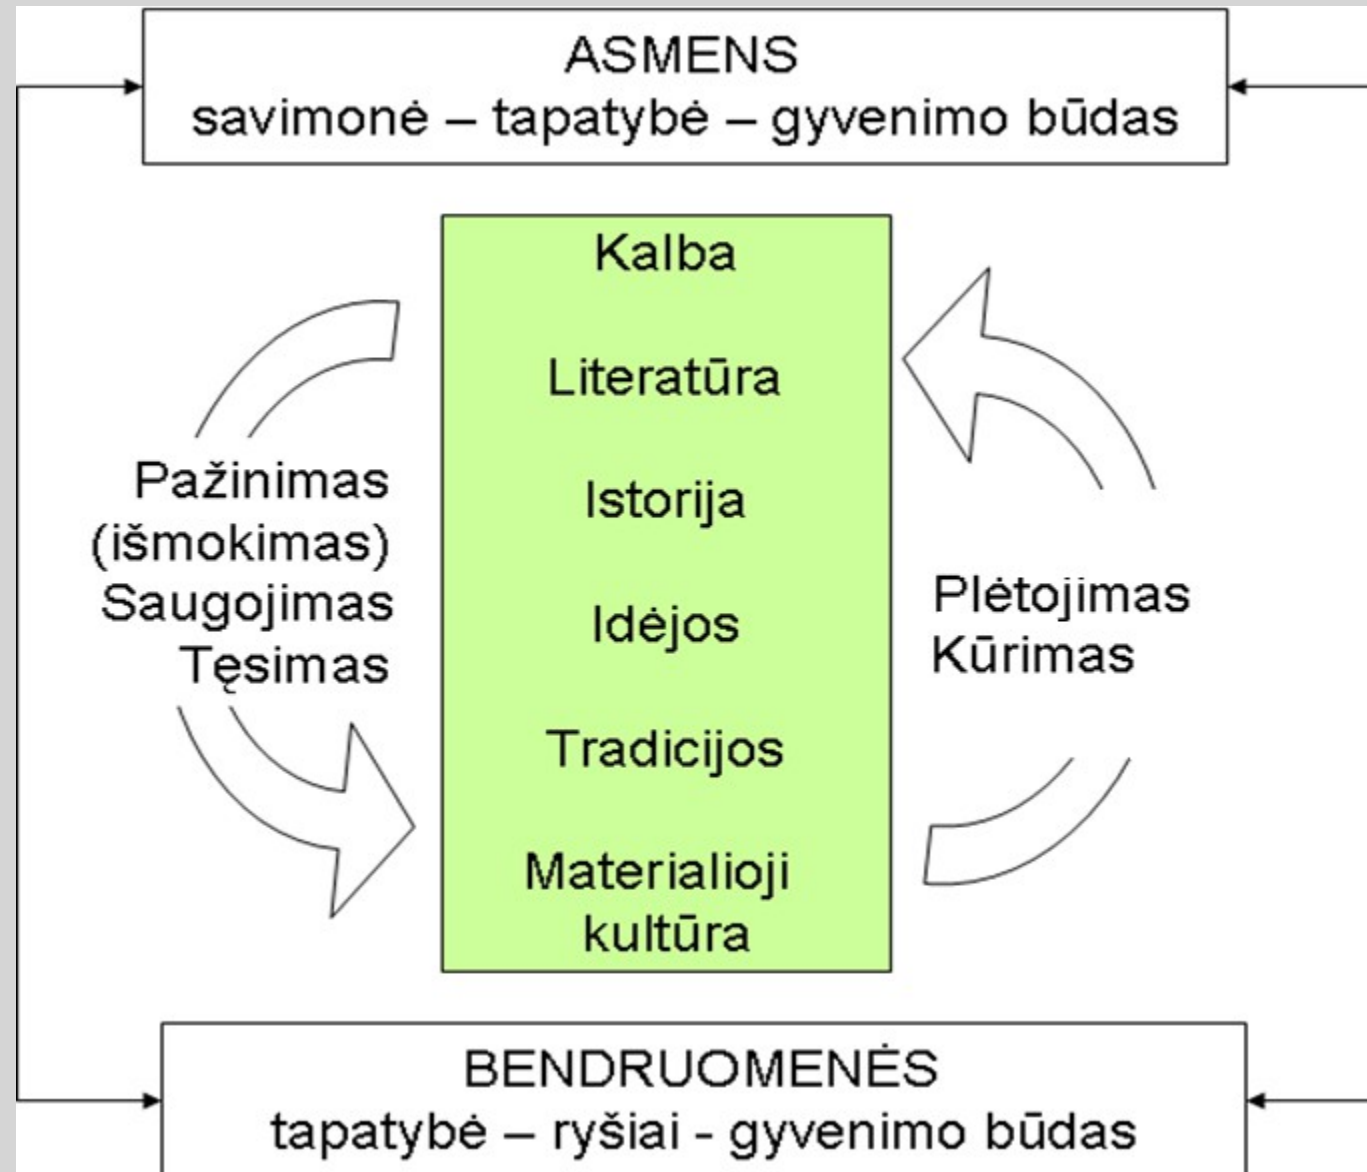 ASMENS
savimonė – tapatybė – gyvenimo būdas
Kalba
Literatūra
Istorija
Idėjos
Tradicijos
Materialioji
kultūra
Pažinimas
(išmokimas)
Saugojimas
Tęsimas
Plėtojimas
Kūrimas
BENDRUOMENĖS
tapatybė – ryšiai - gyvenimo būdas